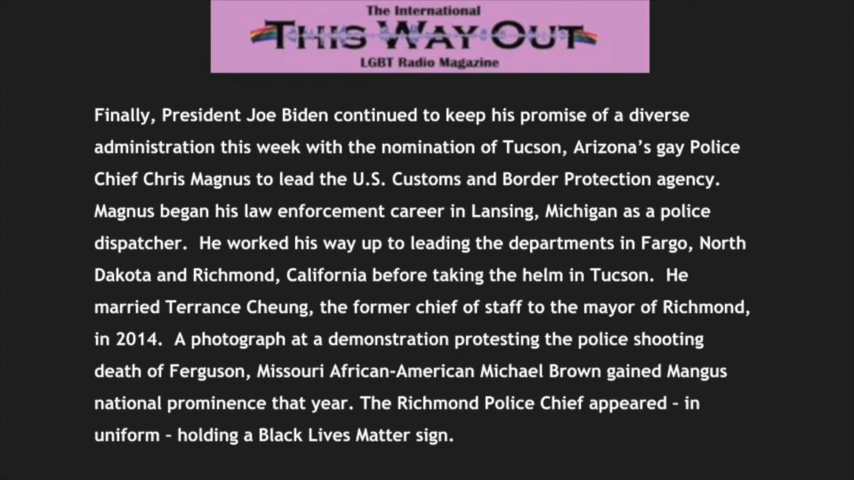 The International
THIS WAY OUT
LGBT Radio Magazine
Finally, President Joe Biden continued to keep his promise of a diverse
administration this week with the nomination of Tucson, Arizona’s gay Police
Chief Chris Magnus to lead the U.S. Customs and Border Protection agency.
Magnus began his law enforcement career in Lansing, Michigan as a police
dispatcher.  He worked his way up to leading the departments in Fargo, North
Dakota and Richmond, California before taking the helm in Tucson.  He
married Terrance Cheung, the former chief of staff to the mayor of Richmond,
in 2014.  A photograph at a demonstration protesting the police shooting
death of Ferguson, Missouri African-American Michael Brown gained Mangus
national prominence that year. The Richmond Police Chief appeared – in
uniform – holding a Black Lives Matter sign.